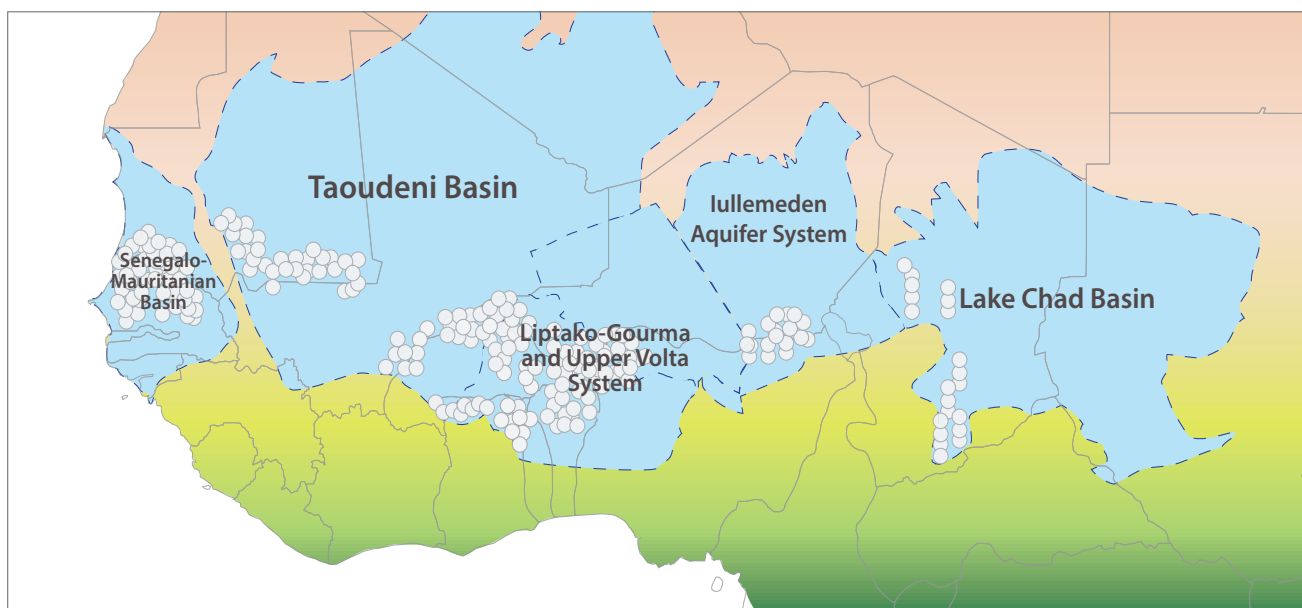 Taoudeni Basin
Iullemeden
Aquifer System
Senegalo-
Mauritanian
Basin
Lake Chad Basin
Liptako-Gourma
and Upper Volta
System